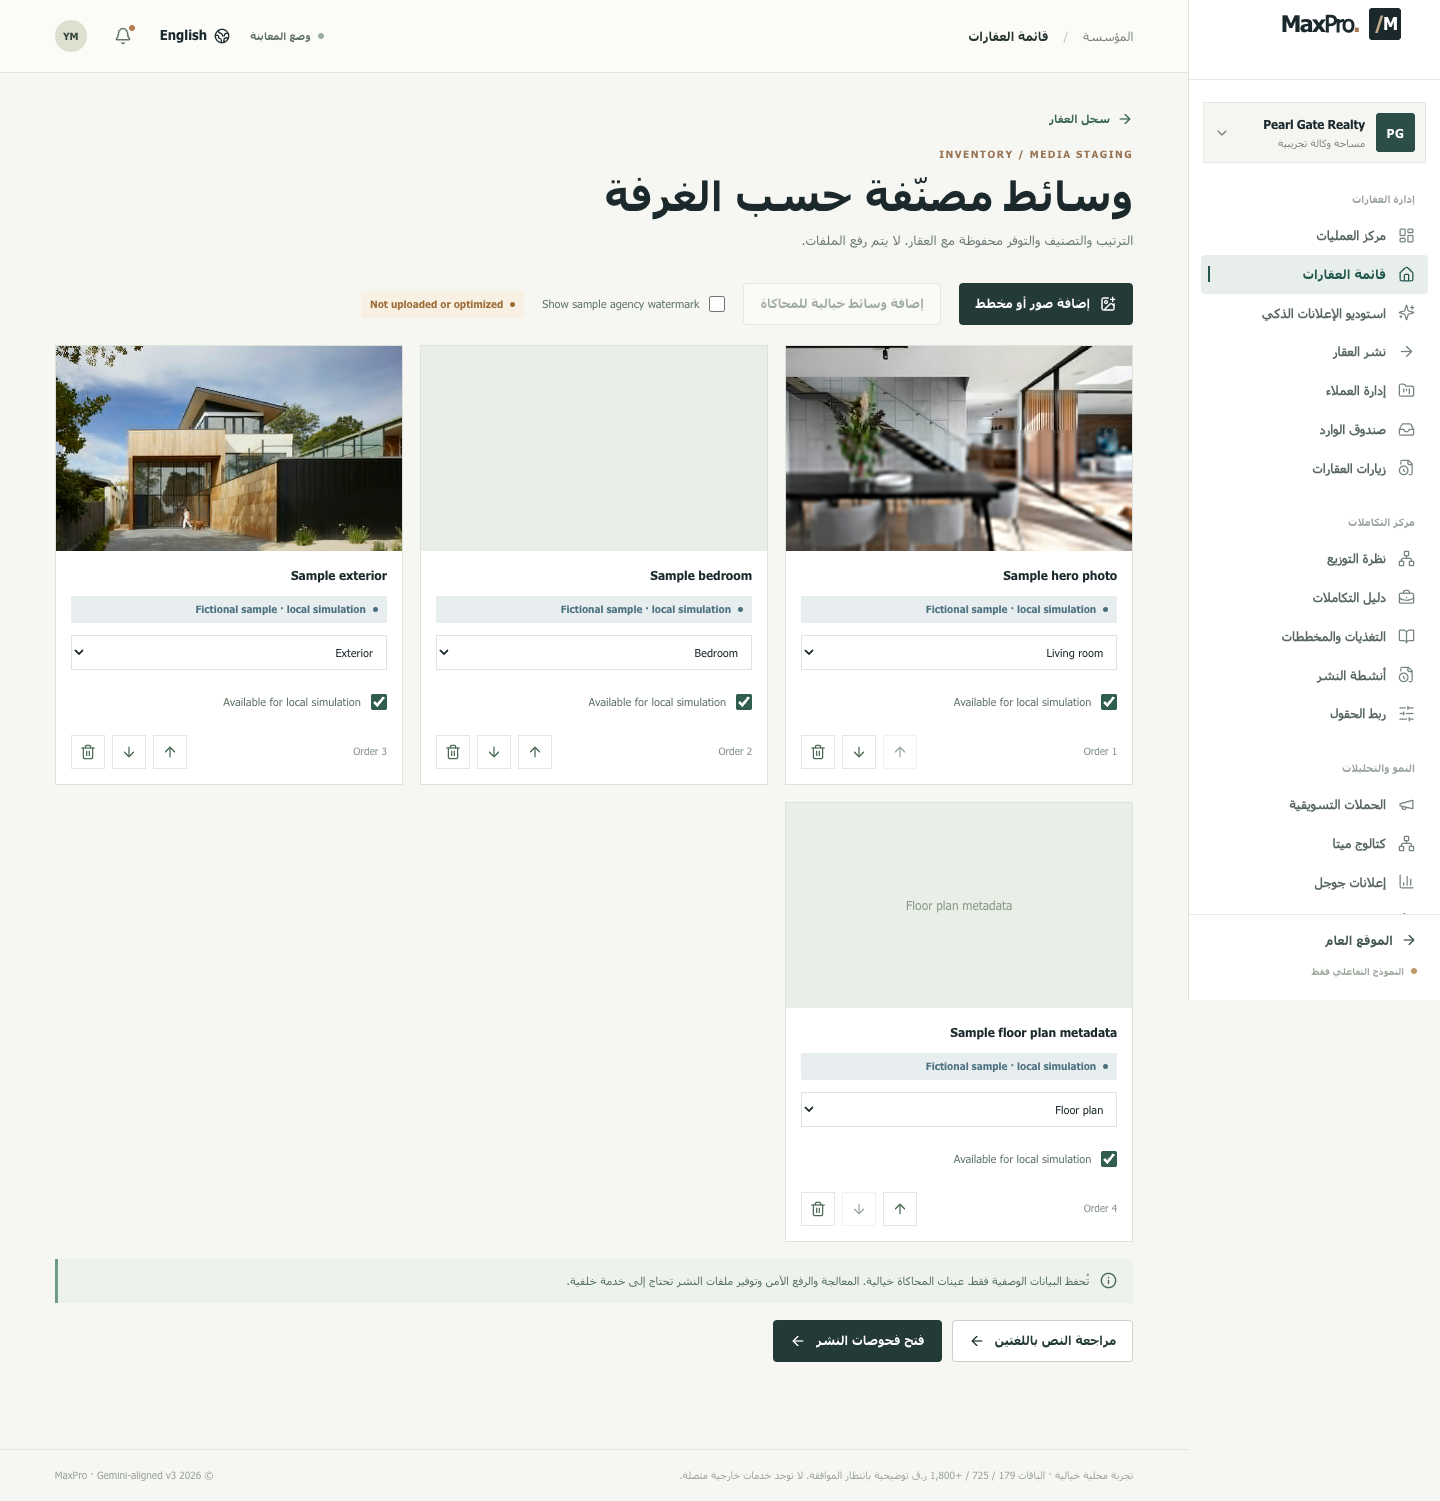 MaxPro. /M
PG
Pearl Gate Realty
مساحة وكالة تجريبية
إدارة العقارات
مركز العمليات
قائمة العقارات
استوديو الإعلانات الذكي
نشر العقار
إدارة العملاء
صندوق الوارد
زيارات العقارات
مركز التكاملات
نظرة التوزيع
دليل التكاملات
التغذيات والمخططات
أنشطة النشر
ربط الحقول
النمو والتحليلات
الحملات التسويقية
كتالوج ميتا
إعلانات جوجل
الموقع العام
النموذج التفاعلي فقط
المؤسسة / قائمة العقارات
وضع المعاينة
English
YM
سجل العقار
INVENTORY / MEDIA STAGING
وسائط مصنّفة حسب الغرفة
الترتيب والتصنيف والتوفر محفوظة مع العقار. لا يتم رفع الملفات.
إضافة صور أو مخطط
إضافة وسائط خيالية للمحاكاة
Show sample agency watermark
Not uploaded or optimized
Sample hero photo
Fictional sample · local simulation
Living room
Available for local simulation
Order 1
Sample bedroom
Fictional sample · local simulation
Bedroom
Available for local simulation
Order 2
Sample exterior
Fictional sample · local simulation
Exterior
Available for local simulation
Order 3
Floor plan metadata
Sample floor plan metadata
Fictional sample · local simulation
Floor plan
Available for local simulation
Order 4
تُحفظ البيانات الوصفية فقط. عينات المحاكاة خيالية. المعالجة والرفع الآمن وتوفير ملفات النشر تحتاج إلى خدمة خلفية.
مراجعة النص باللغتين
فتح فحوصات النشر
تجربة محلية خيالية · الباقات 179 / 725 / +1,800 ر.ق توضيحية بانتظار الموافقة. لا توجد خدمات خارجية متصلة.
MaxPro · Gemini-aligned v3 2026 ©